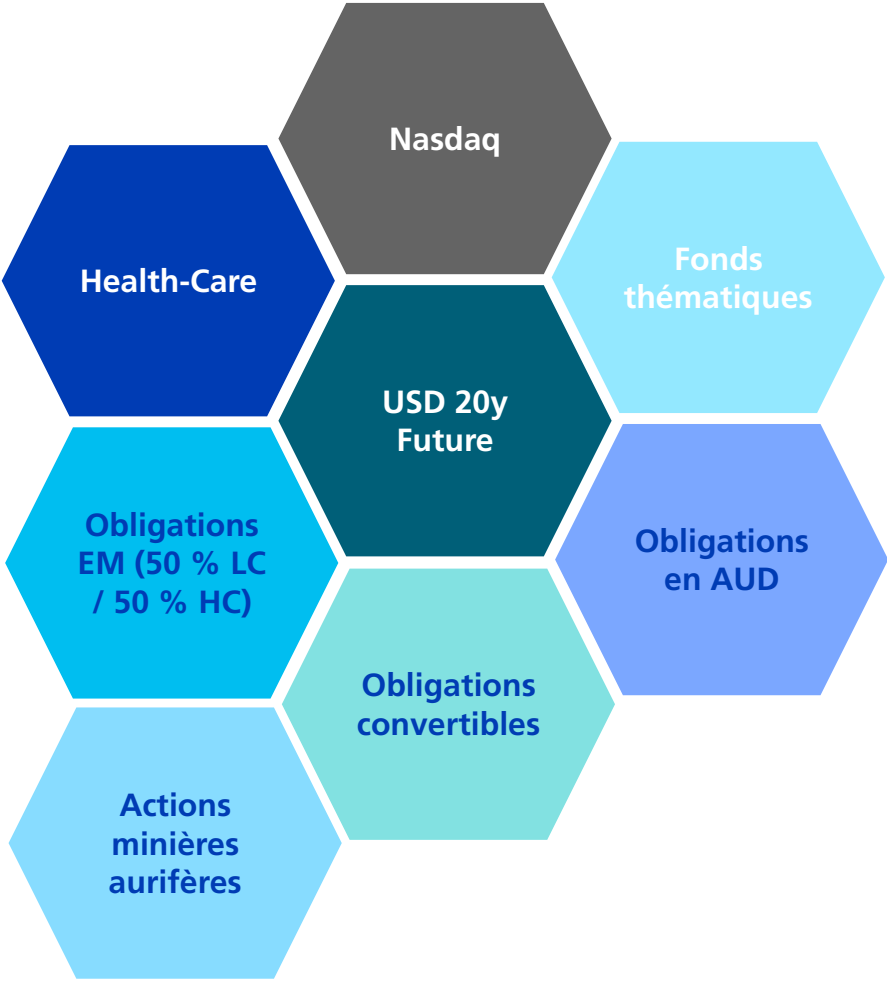 Nasdaq
Health-Care
Fonds
thématiques
USD 20y
Future
Obligations
EM (50 % LC
/ 50 % HC)
Obligations
en AUD
Obligations
convertibles
Actions
minières
aurifères